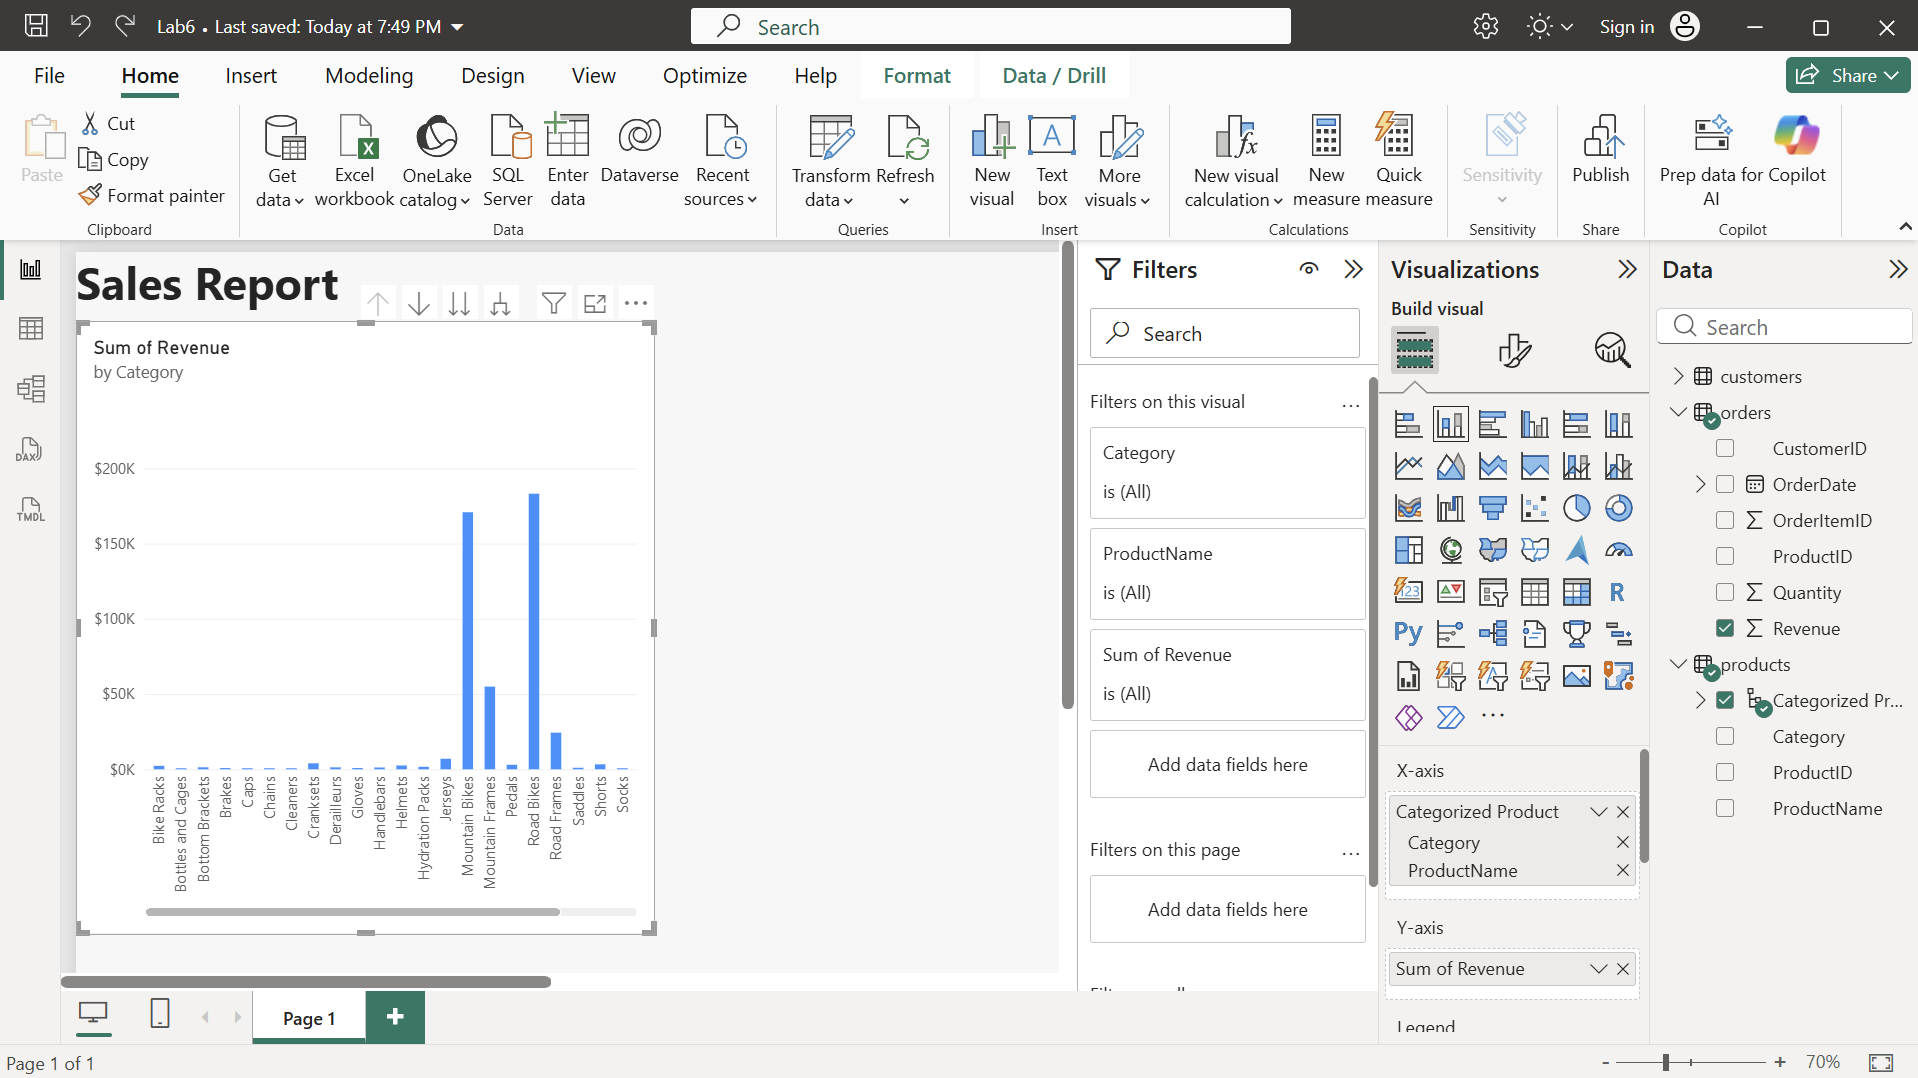 Lab6 • Last saved: Today at 7:49 PM
Search
Sign in
File
Home
Insert
Modeling
Design
View
Optimize
Help
Format
Data / Drill
Share
Paste
Cut
Copy
Format painter
Clipboard
Get
data
Excel
workbook
OneLake
catalog
SQL
Server
Enter
data
Dataverse
Recent
sources
Data
Transform
data
Refresh
Queries
New
visual
Text
box
More
visuals
Insert
New visual
calculation
New
measure
Quick
measure
Calculations
Sensitivity
Sensitivity
Publish
Share
Prep data for
AI
Copilot
Copilot
DAX
TMDL
Sales Report
Sum of Revenue
by Category
$200K
$150K
$100K
$50K
$0K
Bike Racks
Bottles and Cages
Bottom Brackets
Brakes
Caps
Chains
Cleaners
Cranksets
Derailleurs
Gloves
Handlebars
Helmets
Hydration Packs
Jerseys
Mountain Bikes
Mountain Frames
Pedals
Road Bikes
Road Frames
Saddles
Shorts
Socks
Filters
Search
Filters on this visual
...
Category
is (All)
ProductName
is (All)
Sum of Revenue
is (All)
Add data fields here
Filters on this page
...
Add data fields here
Visualizations
Build visual
123
R
Py
...
X-axis
Categorized Product
Category
ProductName
Y-axis
Sum of Revenue
Legend
Data
Search
customers
orders
CustomerID
OrderDate
OrderItemID
ProductID
Quantity
Revenue
products
Categorized Pr...
Category
ProductID
ProductName
Page 1
Page 1 of 1
- + 70%